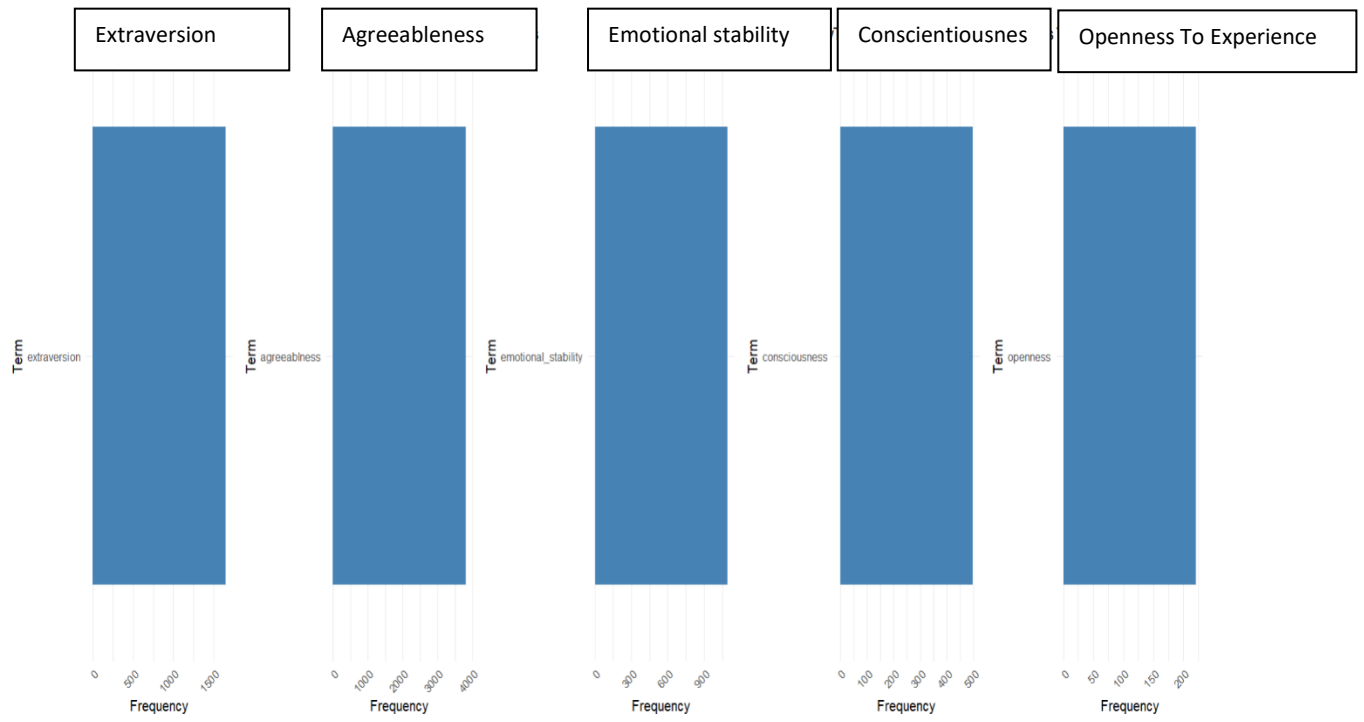 Extraversion
Agreeableness
Emotional stability
Conscientiousnes
Openness To Experience
Term
extraversion
0 500 1000 1500
Frequency
Term
agreeablness
0 1000 2000 3000 4000
Frequency
Term
emotional_stability
0 300 600 900
Frequency
Term
consciousness
0 100 200 300 400 500
Frequency
Term
openness
0 50 100 150 200
Frequency